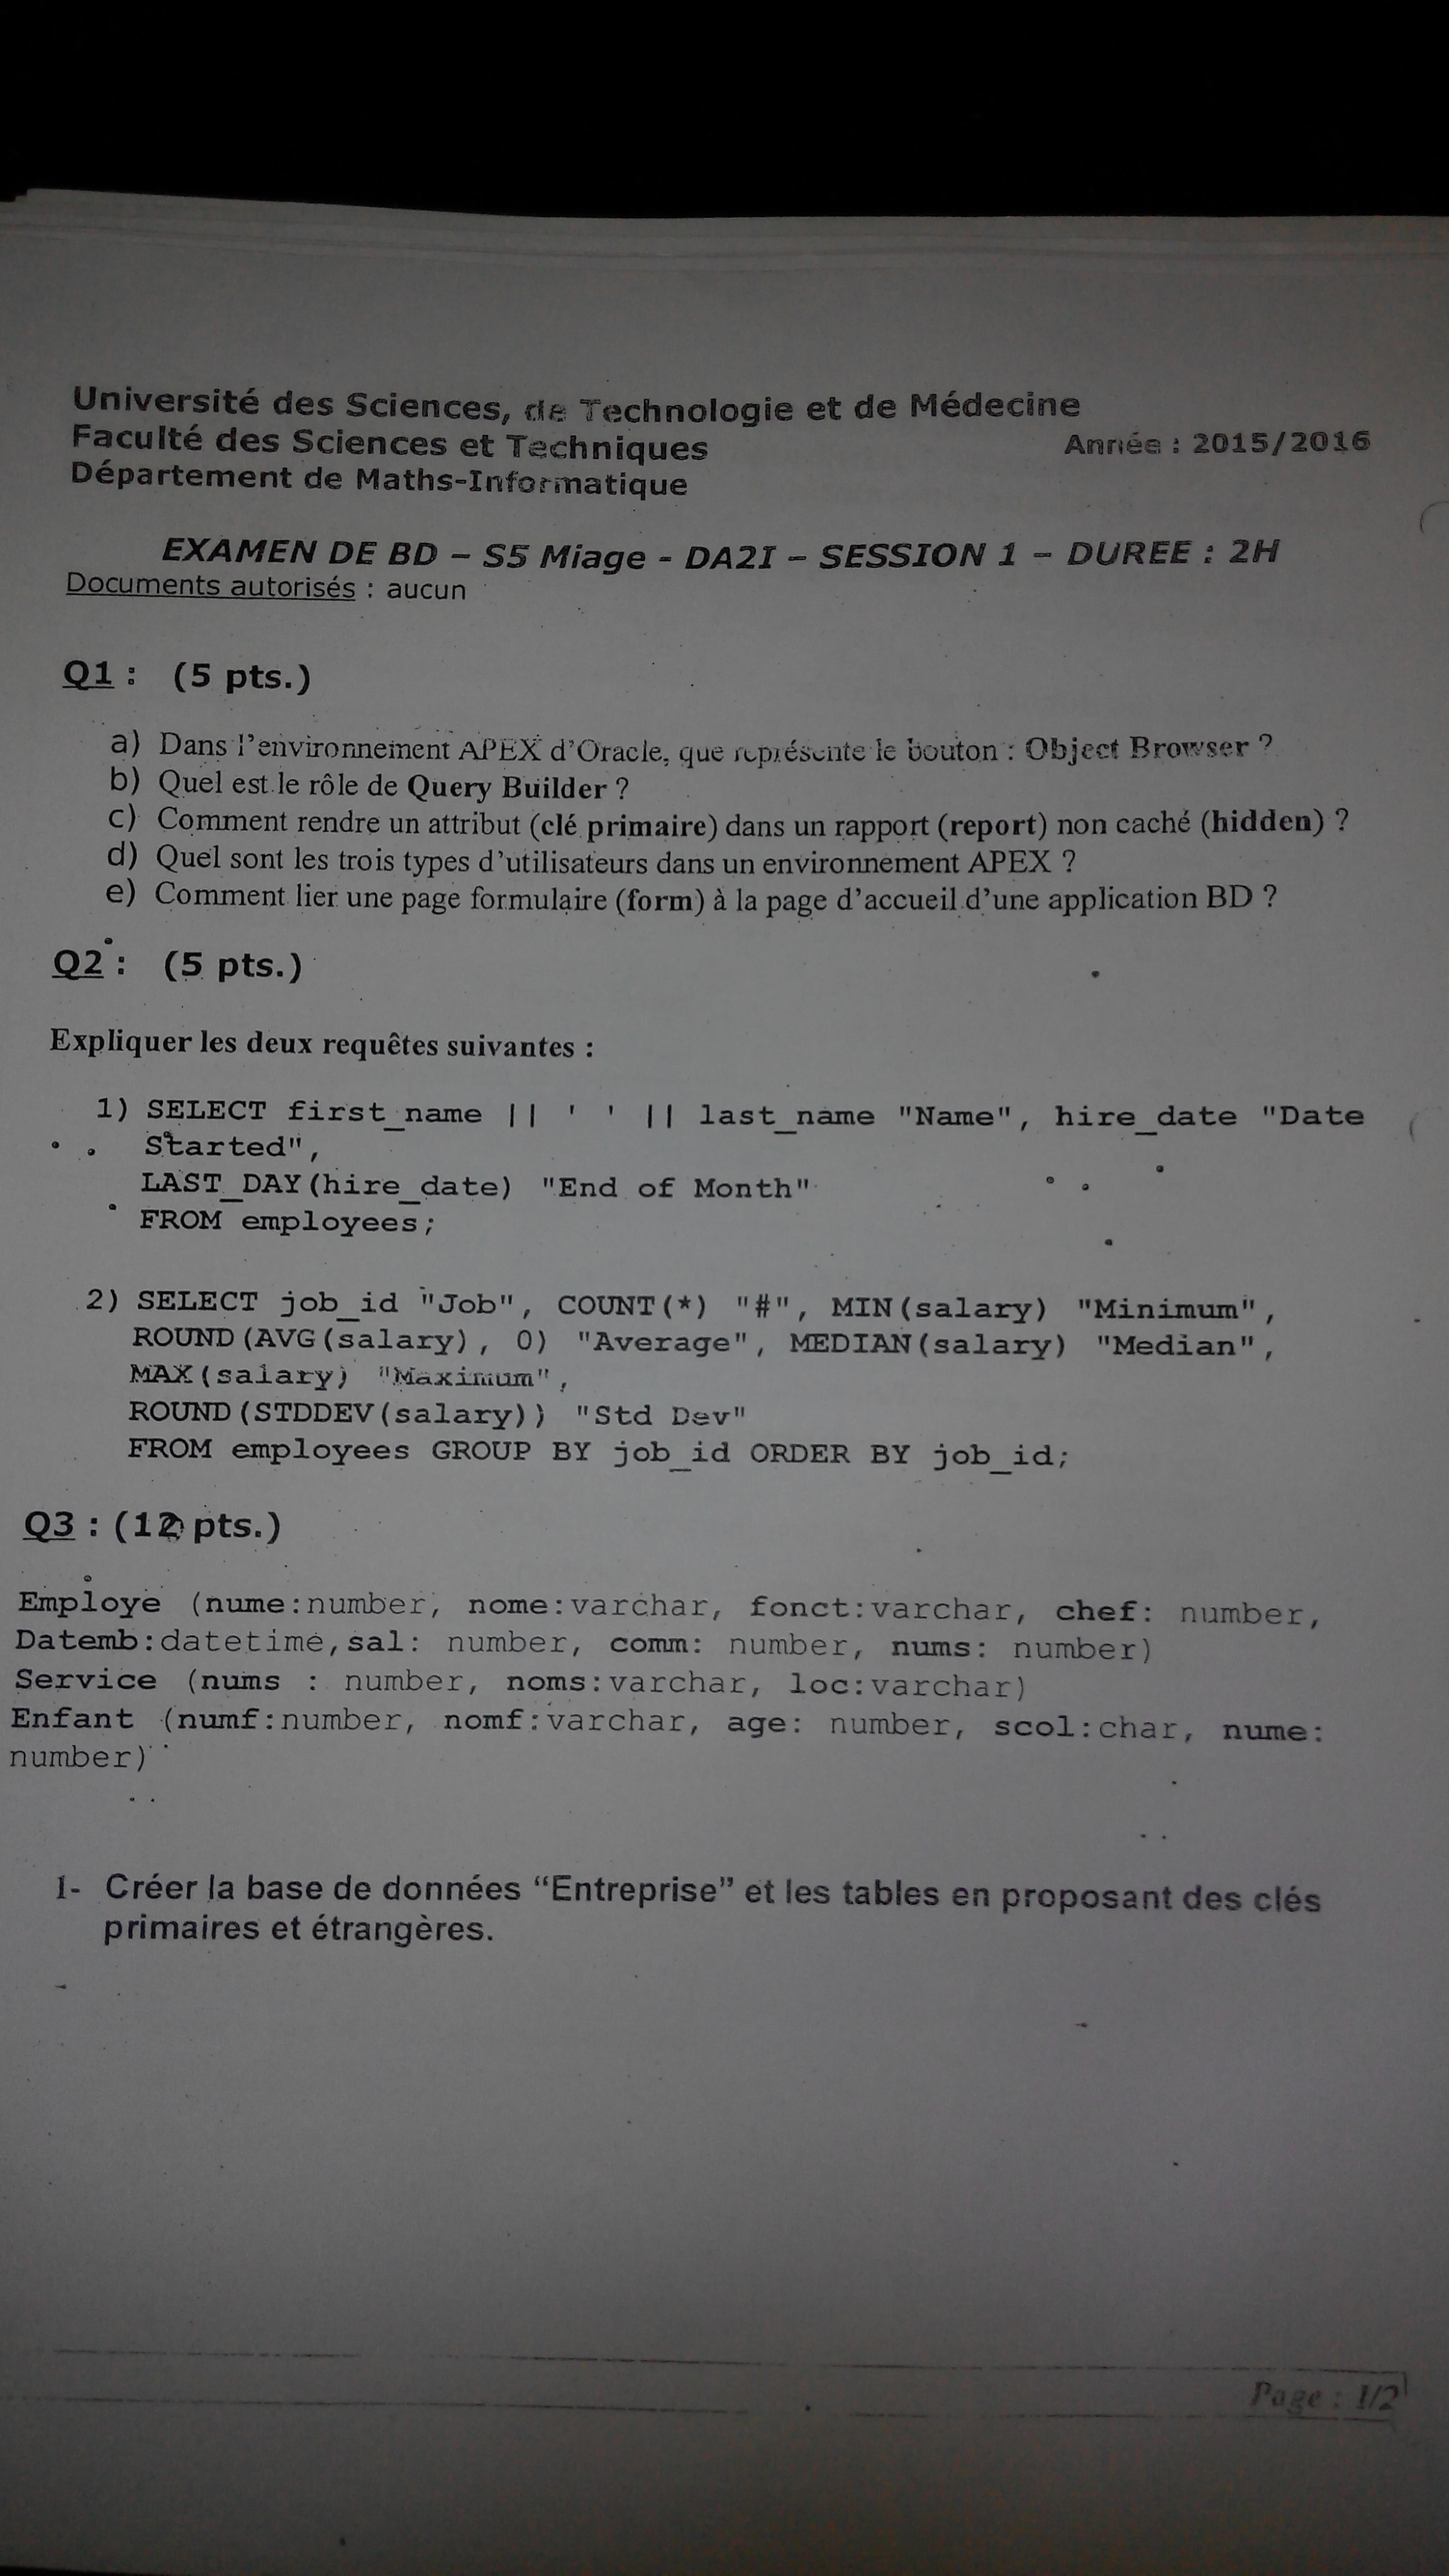 Université des Sciences, de Technologie et de Médecine
Faculté des Sciences et Techniques Année : 2015/2016
Département de Maths-Informatique
EXAMEN DE BD – S5 Miage - DA2I – SESSION 1 – DUREE : 2H
Documents autorisés : aucun
Q1 : (5 pts.)
a) Dans l'environnement APEX d'Oracle, que représente le bouton : Object Browser ?
b) Quel est le rôle de Query Builder ?
c) Comment rendre un attribut (clé primaire) dans un rapport (report) non caché (hidden) ?
d) Quel sont les trois types d'utilisateurs dans un environnement APEX ?
e) Comment lier une page formulaire (form) à la page d'accueil d'une application BD ?
Q2 : (5 pts.)
Expliquer les deux requêtes suivantes :
1) SELECT first_name || ' ' || last_name "Name", hire_date "Date
Started",
LAST_DAY(hire_date) "End of Month"
FROM employees;
2) SELECT job_id "Job", COUNT(*) "#", MIN(salary) "Minimum",
ROUND(AVG(salary), 0) "Average", MEDIAN(salary) "Median",
MAX(salary) "Maximum",
ROUND(STDDEV(salary)) "Std Dev"
FROM employees GROUP BY job_id ORDER BY job_id;
Q3 : (12 pts.)
Employe (nume:number, nome:varchar, fonct:varchar, chef: number,
Datemb:datetime,sal: number, comm: number, nums: number)
Service (nums : number, noms:varchar, loc:varchar)
Enfant (numf:number, nomf:varchar, age: number, scol:char, nume:
number)
1- Créer la base de données “Entreprise” et les tables en proposant des clés
primaires et étrangères.
Page : 1/2